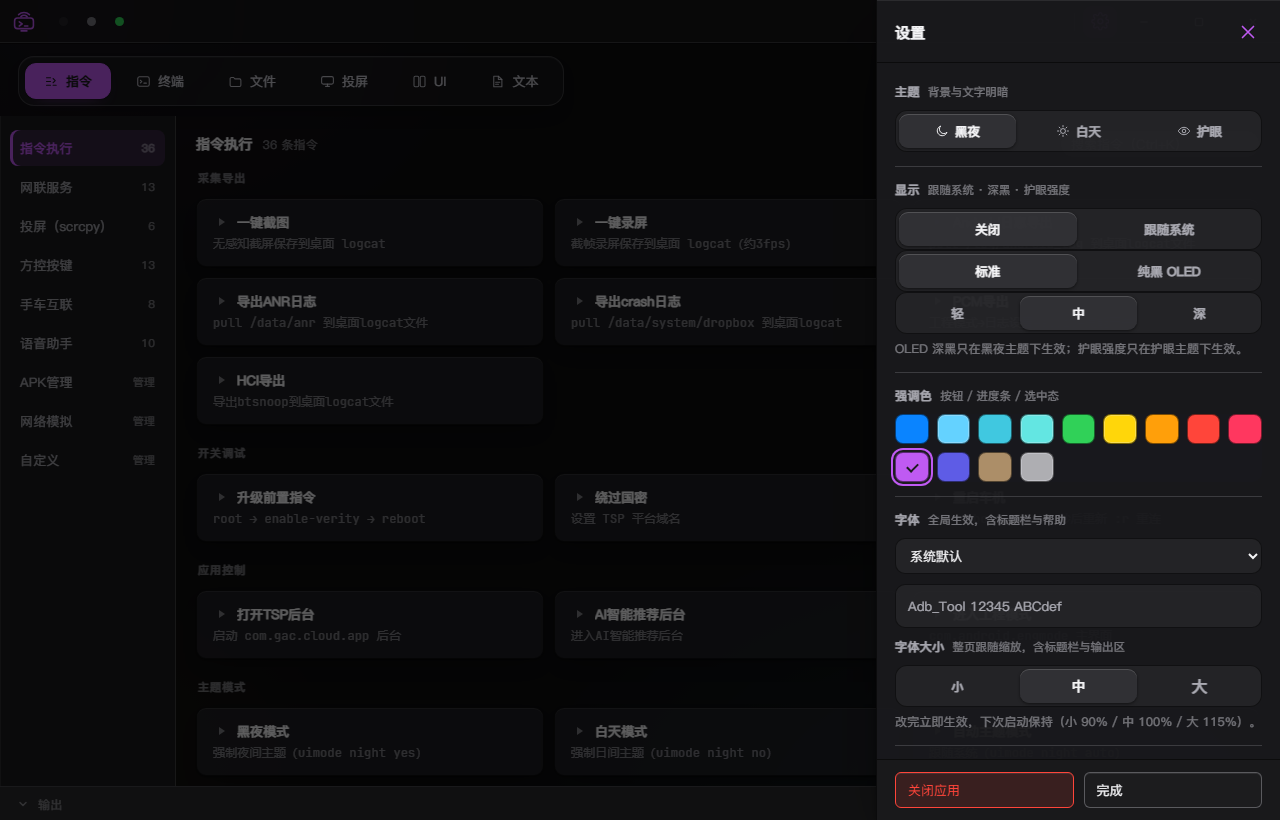 指令
终端
文件
投屏
UI
文本
指令执行 36
网联服务 13
投屏（scrcpy） 6
方控按键 13
手车互联 8
语音助手 10
APK管理 管理
网络模拟 管理
自定义 管理
指令执行 36 条指令
采集导出
一键截图
无感知截屏保存到桌面 logcat
一键录屏
截帧录屏保存到桌面 logcat (约3fps)
导出ANR日志
pull /data/anr 到桌面logcat文件
导出crash日志
pull /data/system/dropbox 到桌面logcat
HCI导出
导出btsnoop到桌面logcat文件
开关调试
升级前置指令
root → enable-verity → reboot
绕过国密
设置 TSP 平台域名
应用控制
打开TSP后台
启动 com.gac.cloud.app 后台
AI智能推荐后台
进入AI智能推荐后台
主题模式
黑夜模式
强制夜间主题 (uimode night yes)
白天模式
强制日间主题 (uimode night no)
输出
设置
主题 背景与文字明暗
黑夜
白天
护眼
显示 跟随系统 · 深黑 · 护眼强度
关闭
跟随系统
标准
纯黑 OLED
轻
中
深
OLED 深黑只在黑夜主题下生效；护眼强度只在护眼主题下生效。
强调色 按钮 / 进度条 / 选中态
字体 全局生效，含标题栏与帮助
系统默认
Adb_Tool 12345 ABCdef
字体大小 整页跟随缩放，含标题栏与输出区
小
中
大
改完立即生效，下次启动保持（小 90% / 中 100% / 大 115%）。
关闭应用
完成